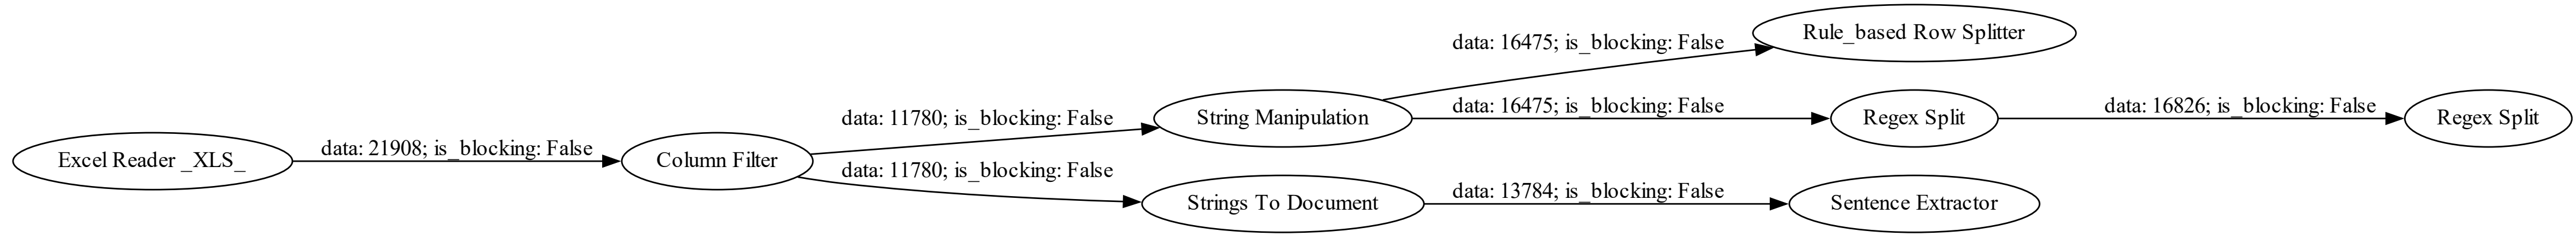 Excel Reader _XLS_
data: 21908; is_blocking: False
Column Filter
data: 11780; is_blocking: False
String Manipulation
data: 16475; is_blocking: False
Rule_based Row Splitter
data: 16475; is_blocking: False
Regex Split
data: 16826; is_blocking: False
Regex Split
data: 11780; is_blocking: False
Strings To Document
data: 13784; is_blocking: False
Sentence Extractor